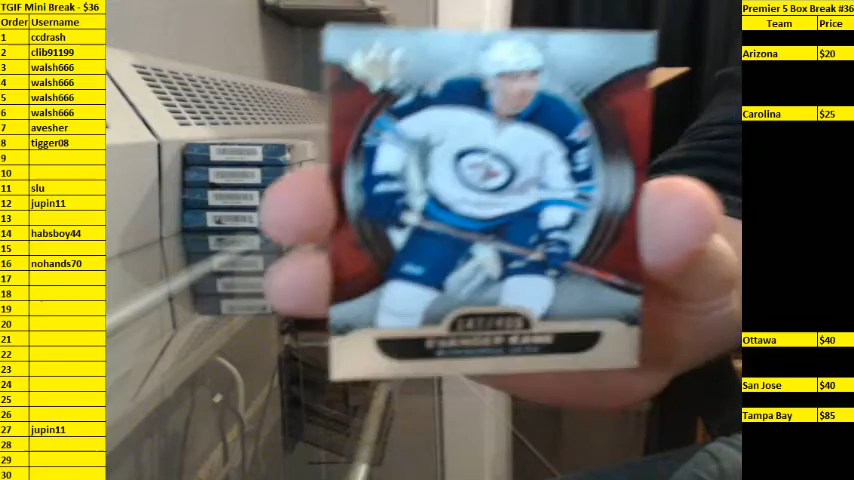 TGIF Mini Break - $36
Order Username
1 ccdrash
2 clib91199
3 walsh666
4 walsh666
5 walsh666
6 walsh666
7 avesher
8 tigger08
9
10
11 slu
12 jupin11
13
14 habsboy44
15
16 nohands70
17
18
19
20
21
22
23
24
25
26
27 jupin11
28
29
30
EVANDER KANE
Premier 5 Box Break #36
Team Price
Arizona $20
Carolina $25
Ottawa $40
San Jose $40
Tampa Bay $85